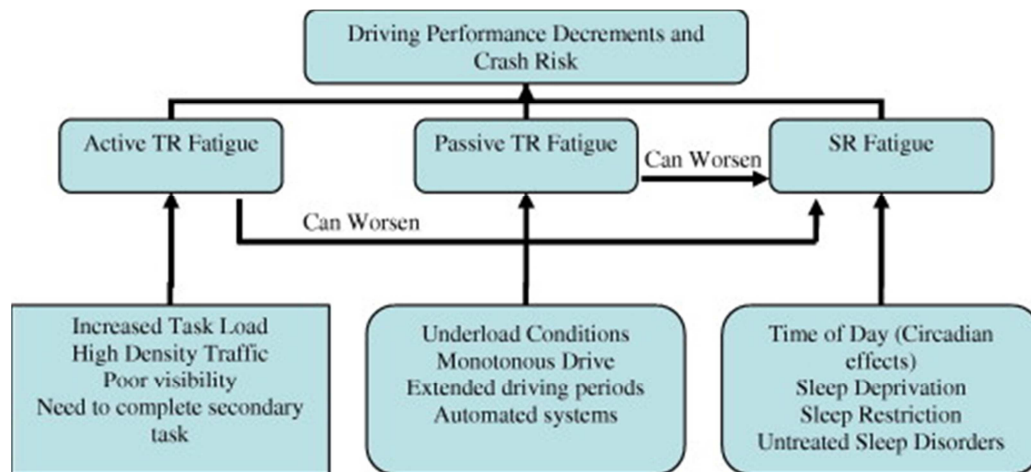 Driving Performance Decrements and
Crash Risk
Active TR Fatigue
Passive TR Fatigue
SR Fatigue
Can Worsen
Can Worsen
Increased Task Load
High Density Traffic
Poor visibility
Need to complete secondary
task
Underload Conditions
Monotonous Drive
Extended driving periods
Automated systems
Time of Day (Circadian
effects)
Sleep Deprivation
Sleep Restriction
Untreated Sleep Disorders